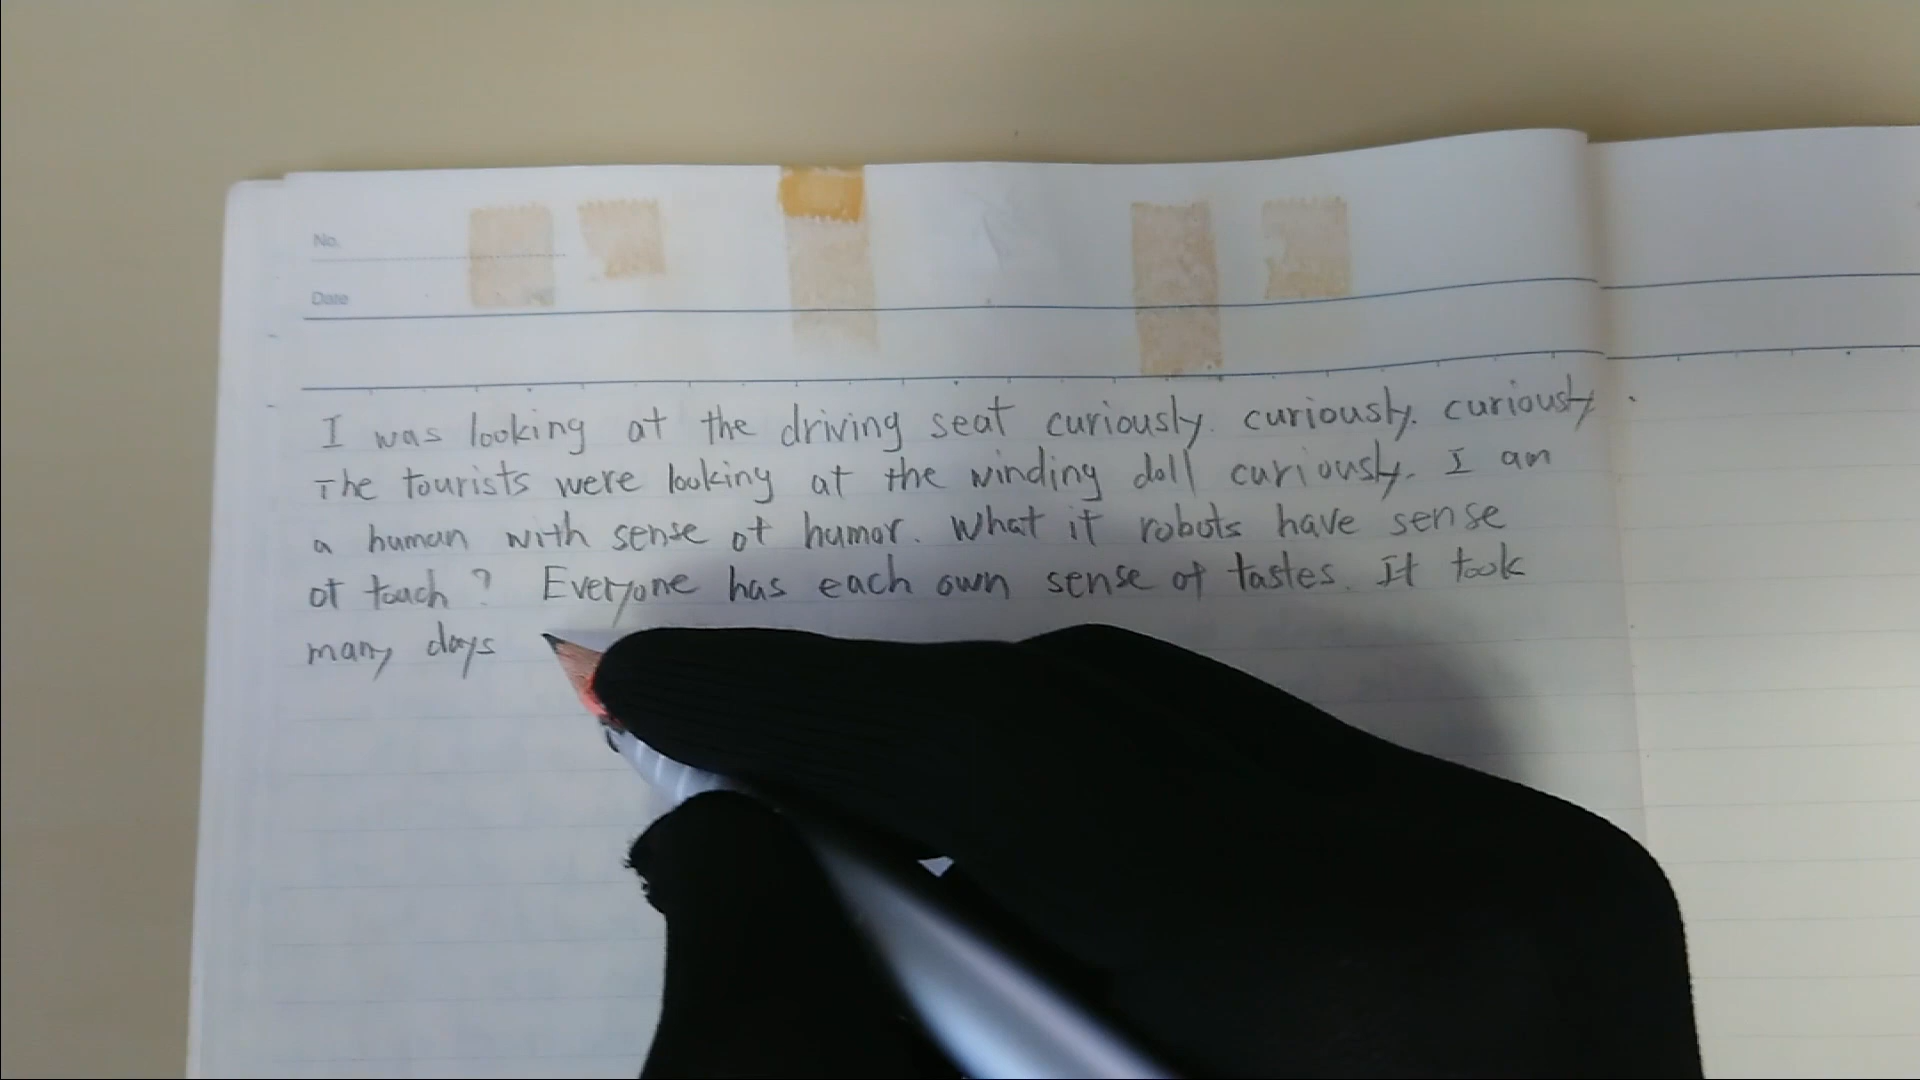 No.
Date
I was looking at the driving seat curiously. curiously. curiously.
The tourists were looking at the winding doll curiously. I am
a human with sense of humor. What if robots have sense
of touch? Everyone has each own sense of tastes. It took
many days